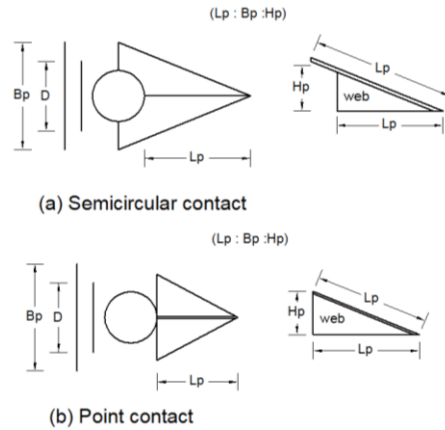 (Lp : Bp :Hp)
Bp
D
Lp
Lp
Hp
web
Lp
(a) Semicircular contact
(Lp : Bp :Hp)
Bp
D
Lp
Lp
Hp
web
Lp
(b) Point contact